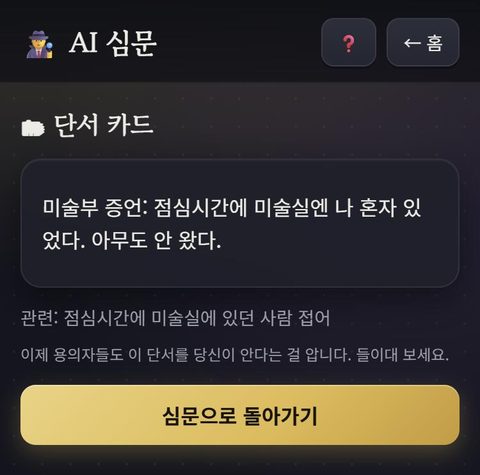 AI 심문
❓
← 홈
단서 카드
미술부 증언: 점심시간에 미술실엔 나 혼자 있
었다. 아무도 안 왔다.
관련: 점심시간에 미술실에 있던 사람 접어
이제 용의자들도 이 단서를 당신이 안다는 걸 압니다. 들이대 보세요.
심문으로 돌아가기